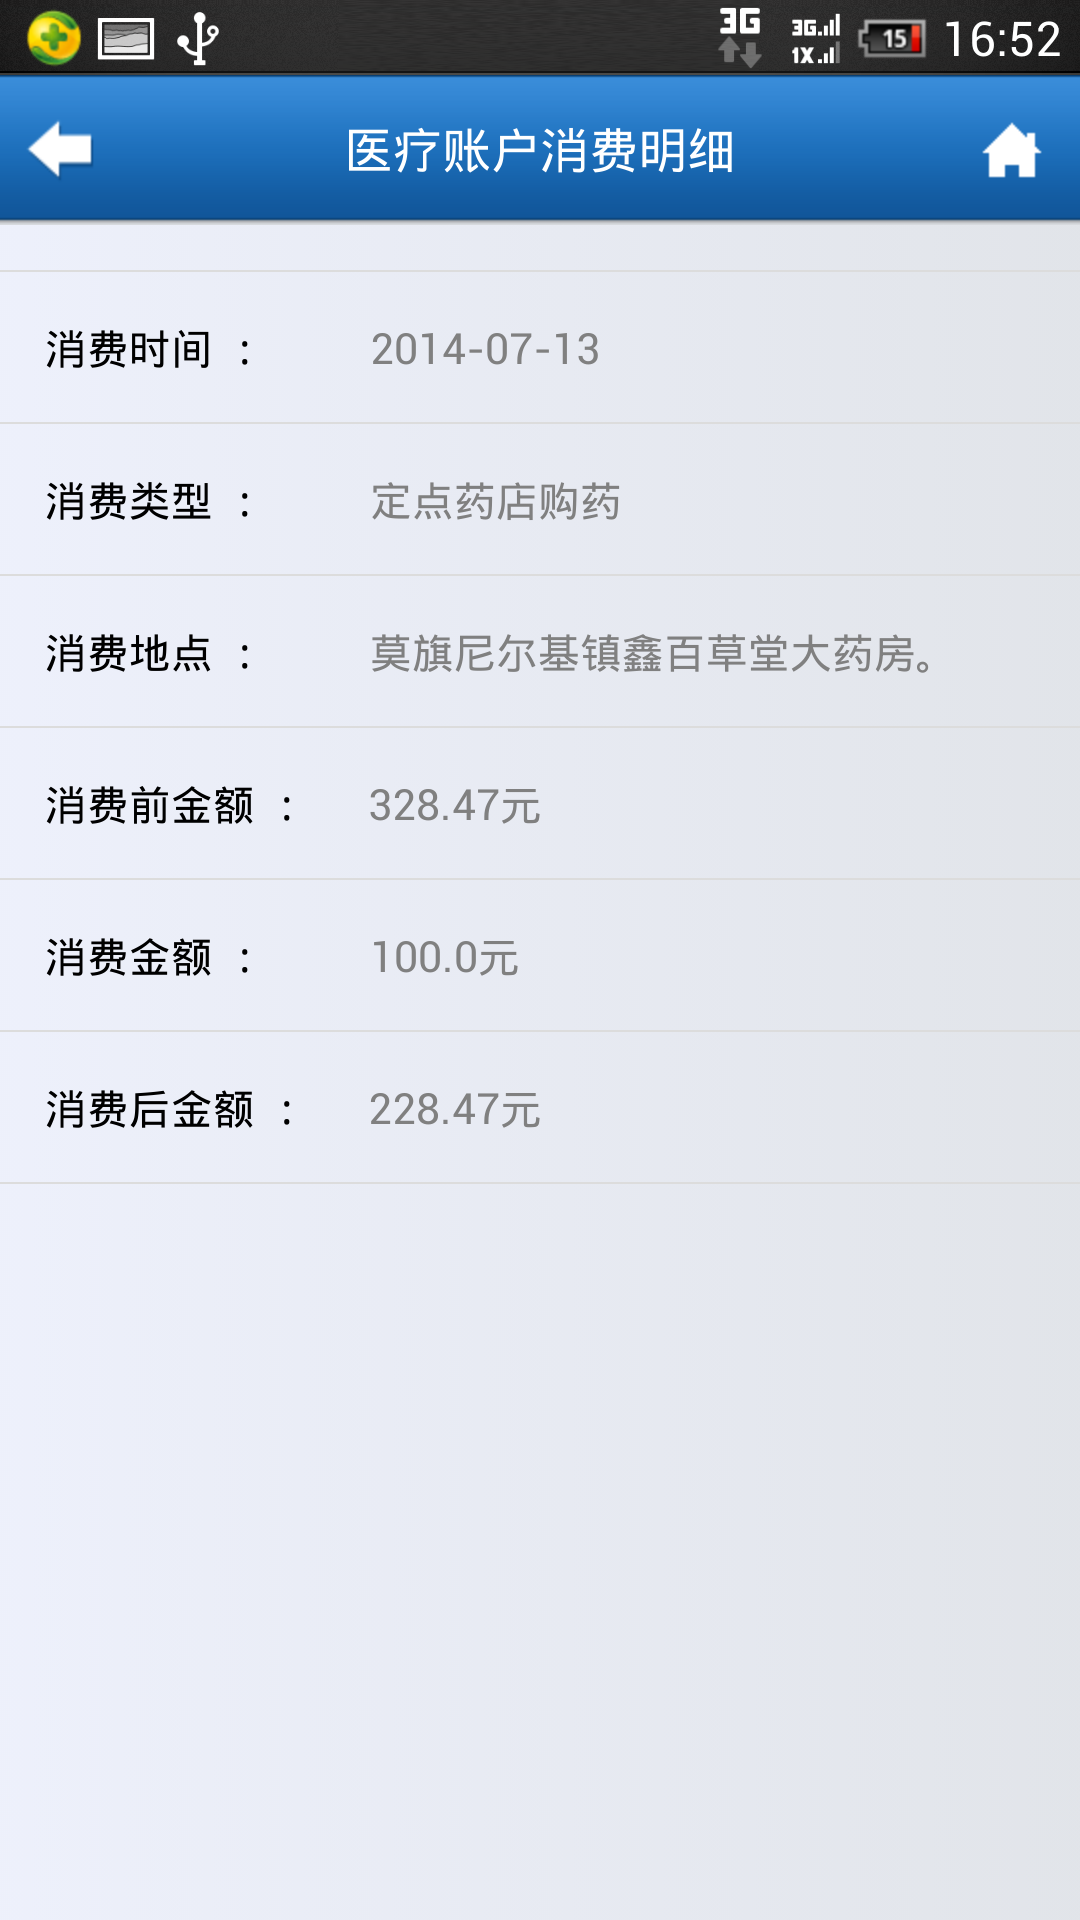 3G 3G 1X 15 16:52
医疗账户消费明细
消费时间 : 2014-07-13
消费类型 : 定点药店购药
消费地点 : 莫旗尼尔基镇鑫百草堂大药房。
消费前金额 : 328.47元
消费金额 : 100.0元
消费后金额 : 228.47元